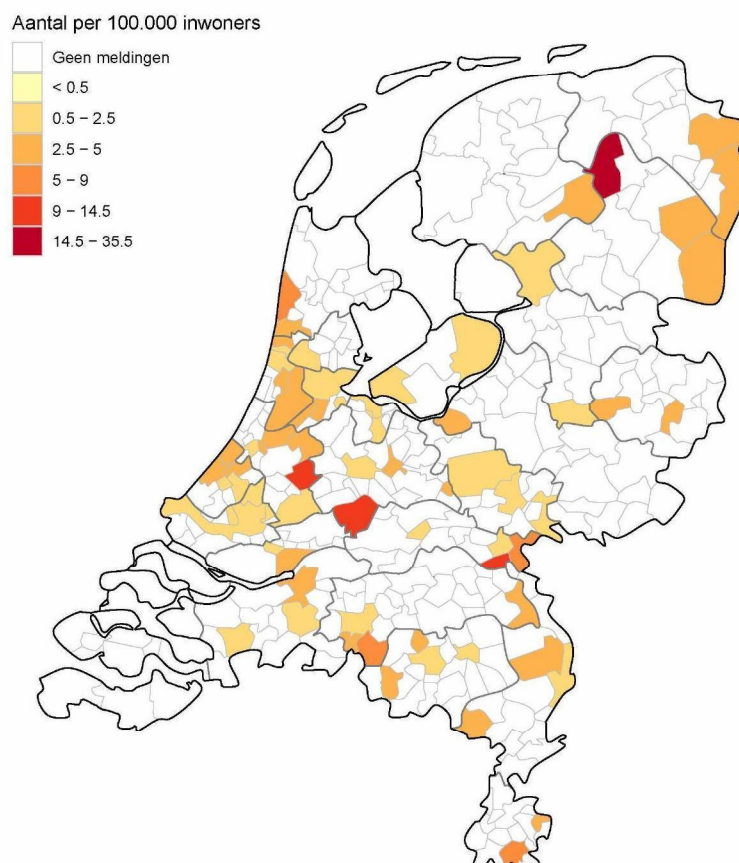 Aantal per 100.000 inwoners
Geen meldingen
< 0.5
0.5 – 2.5
2.5 – 5
5 – 9
9 – 14.5
14.5 – 35.5